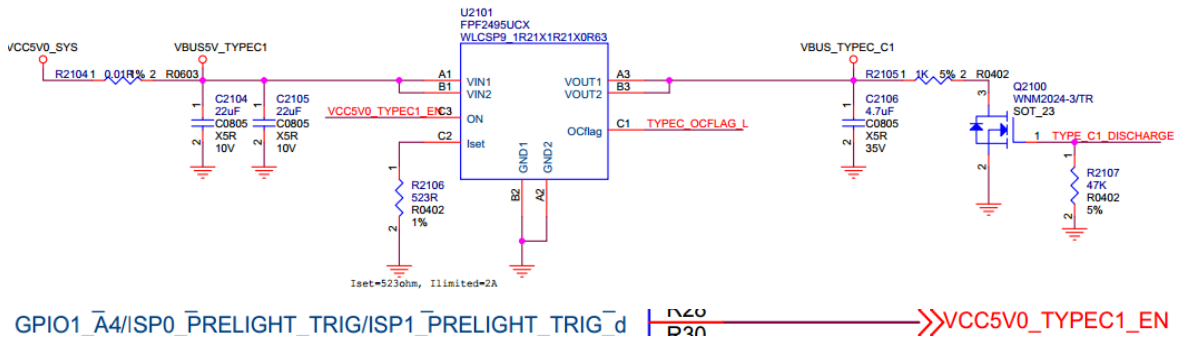 U2101
FPF2495UCX
WLCSP9_1R21X1R21X0R63
VCC5V0_SYS
VBUS5V_TYPEC1
VBUS_TYPEC_C1
R2104 1 0.01R 1% 2 R0603
A1 VIN1
B1 VIN2
VOUT1 A3
VOUT2 B3
R2105 1 1K 5% 2 R0402
Q2100
WNM2024-3/TR
SOT_23
3
1
2
TYPE_C1_DISCHARGE
1
C2104
22uF
C0805
X5R
10V
2
1
C2105
22uF
C0805
X5R
10V
2
VCC5V0_TYPEC1_EN
C3 ON
C2 Iset
OCflag C1
TYPEC_OCFLAG_L
GND1
GND2
B2
A2
1
C2106
4.7uF
C0805
X5R
35V
2
1
R2106
523R
R0402
1%
2
1
R2107
47K
R0402
5%
2
Iset=523ohm, Ilimited=2A
GPIO1_A4/ISP0_PRELIGHT_TRIG/ISP1_PRELIGHT_TRIG_d
VCC5V0_TYPEC1_EN